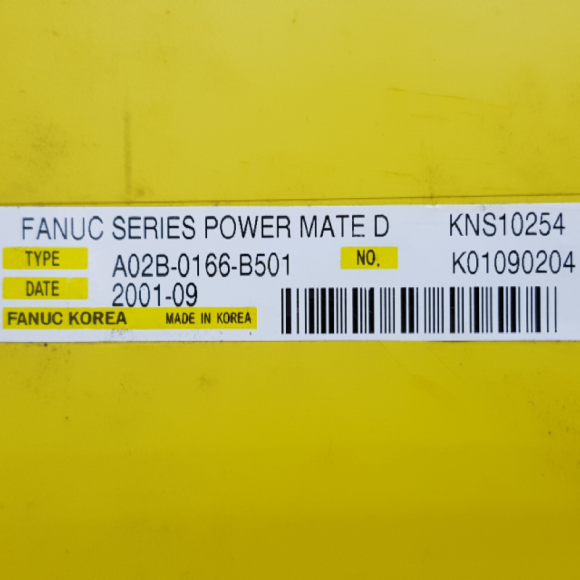 FANUC SERIES POWER MATE D KNS10254
TYPE A02B-0166-B501 NO. K01090204
DATE 2001-09
FANUC KOREA MADE IN KOREA